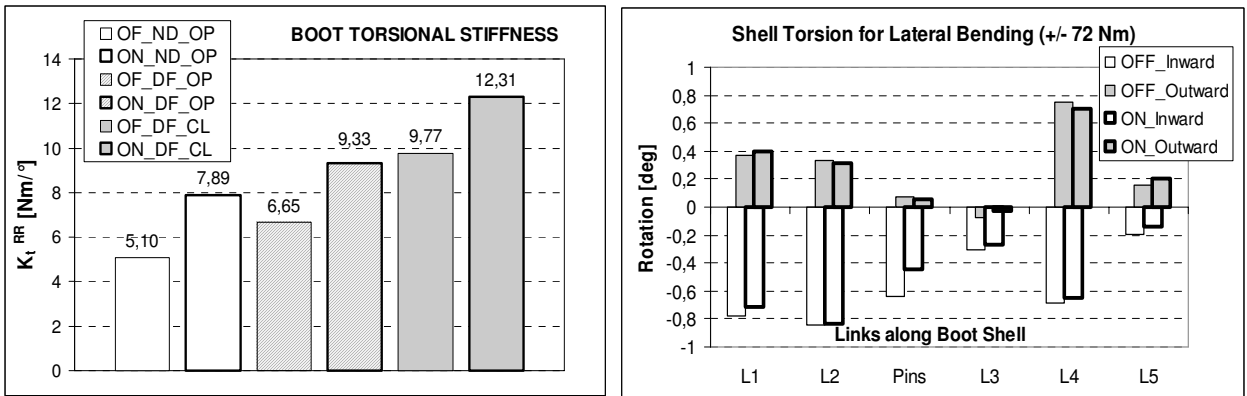 BOOT TORSIONAL STIFFNESS
OF_ND_OP
ON_ND_OP
OF_DF_OP
ON_DF_OP
OF_DF_CL
ON_DF_CL
K_t^RR [Nm/°]
14
12
10
8
6
4
2
0
5,10
7,89
6,65
9,33
9,77
12,31
Shell Torsion for Lateral Bending (+/- 72 Nm)
OFF_Inward
OFF_Outward
ON_Inward
ON_Outward
Rotation [deg]
1
0,8
0,6
0,4
0,2
0
-0,2
-0,4
-0,6
-0,8
-1
Links along Boot Shell
L1 L2 Pins L3 L4 L5